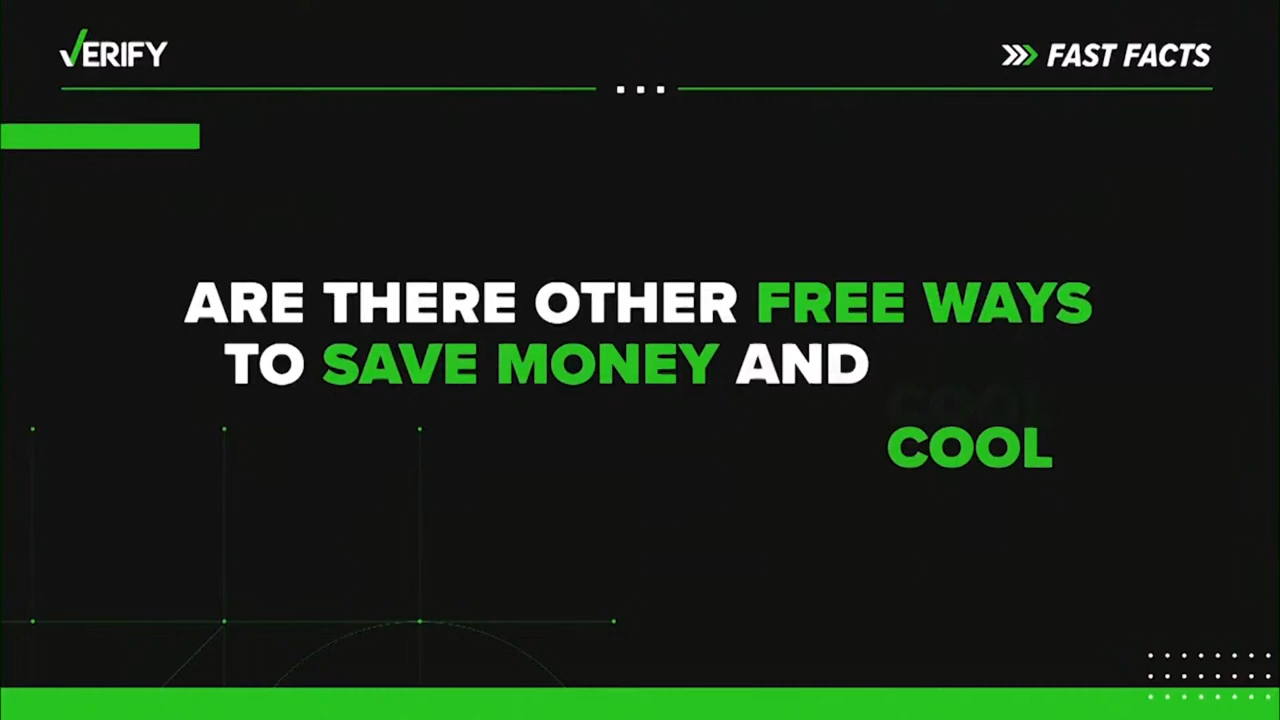 VERIFY
FAST FACTS
ARE THERE OTHER FREE WAYS
TO SAVE MONEY AND
COOL